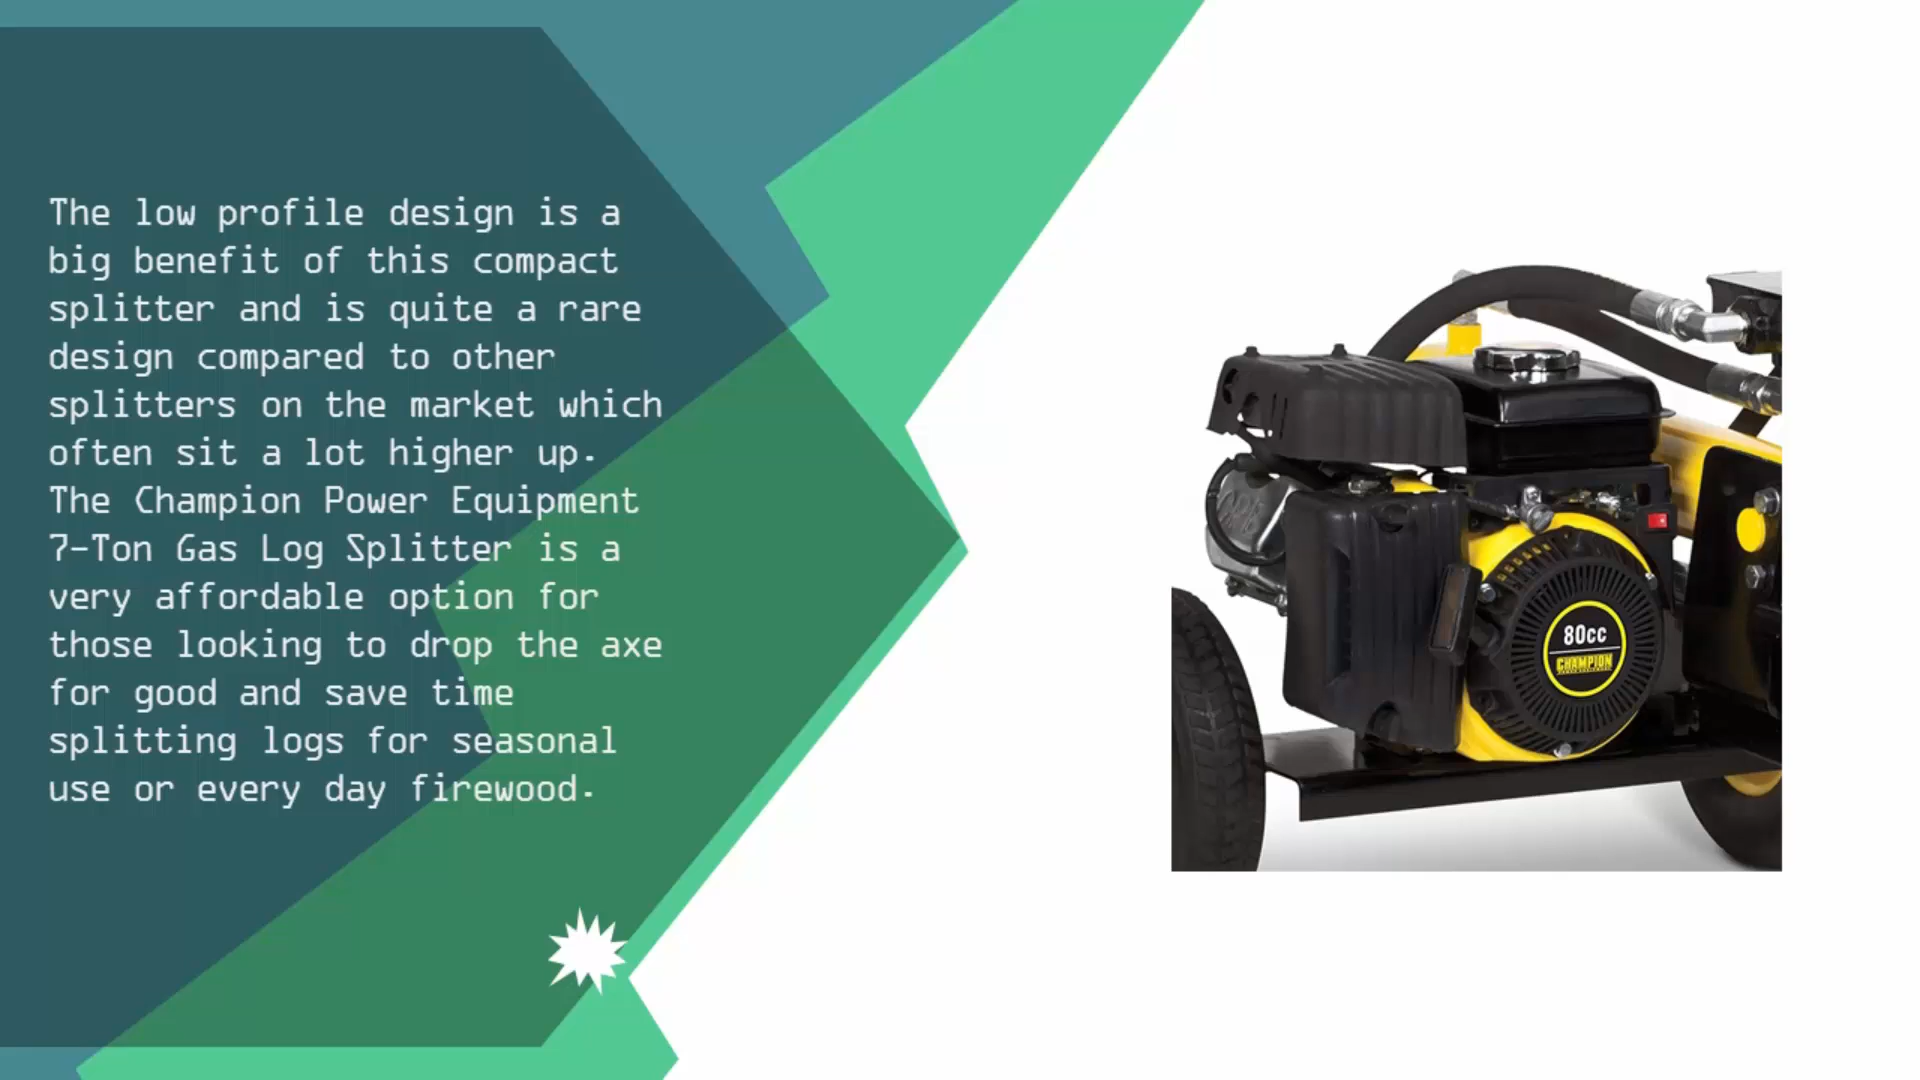 The low profile design is a
big benefit of this compact
splitter and is quite a rare
design compared to other
splitters on the market which
often sit a lot higher up.
The Champion Power Equipment
7-Ton Gas Log Splitter is a
very affordable option for
those looking to drop the axe
for good and save time
splitting logs for seasonal
use or every day firewood.
80cc
CHAMPION